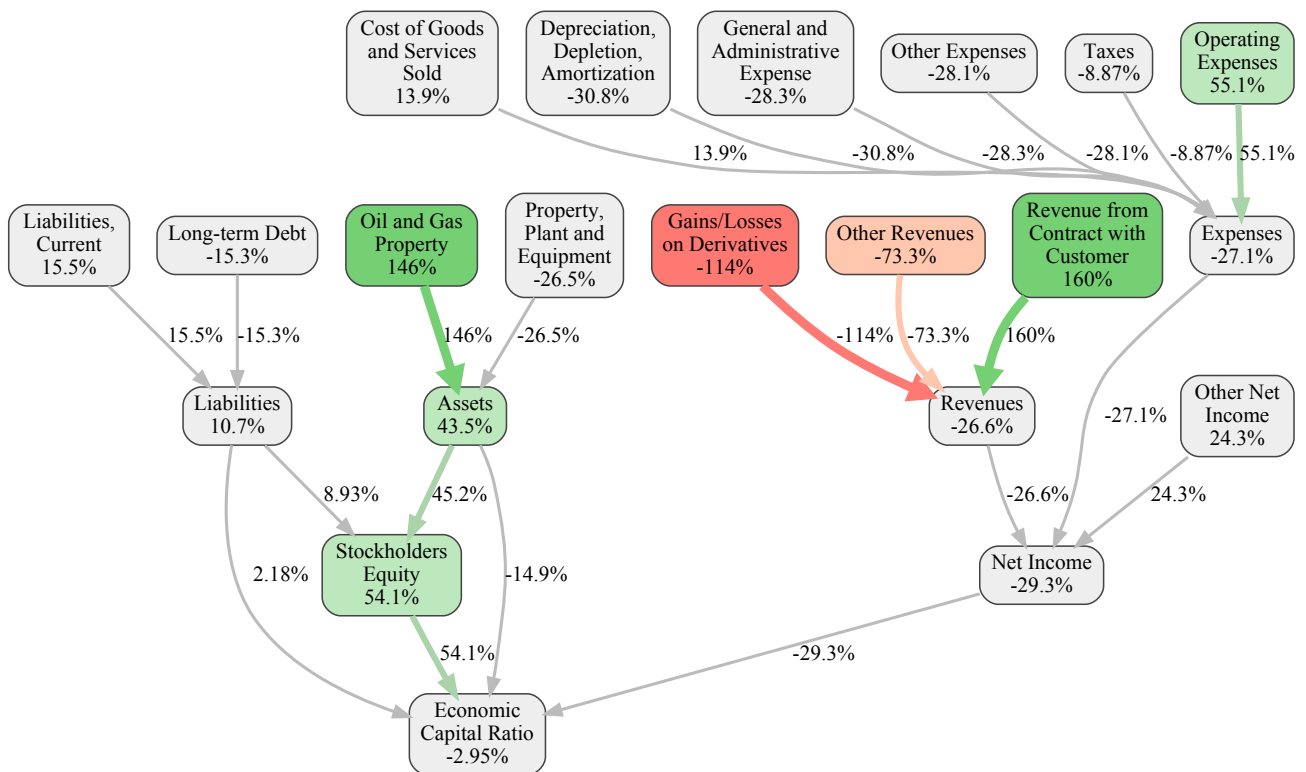 Cost of Goods
and Services
Sold
13.9%
Depreciation,
Depletion,
Amortization
-30.8%
General and
Administrative
Expense
-28.3%
Other Expenses
-28.1%
Taxes
-8.87%
Operating
Expenses
55.1%
13.9%
-30.8%
-28.3%
-28.1%
-8.87%
55.1%
Liabilities,
Current
15.5%
Long-term Debt
-15.3%
Oil and Gas
Property
146%
Property,
Plant and
Equipment
-26.5%
Gains/Losses
on Derivatives
-114%
Other Revenues
-73.3%
Revenue from
Contract with
Customer
160%
Expenses
-27.1%
15.5%
-15.3%
146%
-26.5%
-114%
-73.3%
160%
Liabilities
10.7%
Assets
43.5%
Revenues
-26.6%
-27.1%
Other Net
Income
24.3%
8.93%
45.2%
-26.6%
24.3%
Stockholders
Equity
54.1%
2.18%
-14.9%
Net Income
-29.3%
54.1%
-29.3%
Economic
Capital Ratio
-2.95%